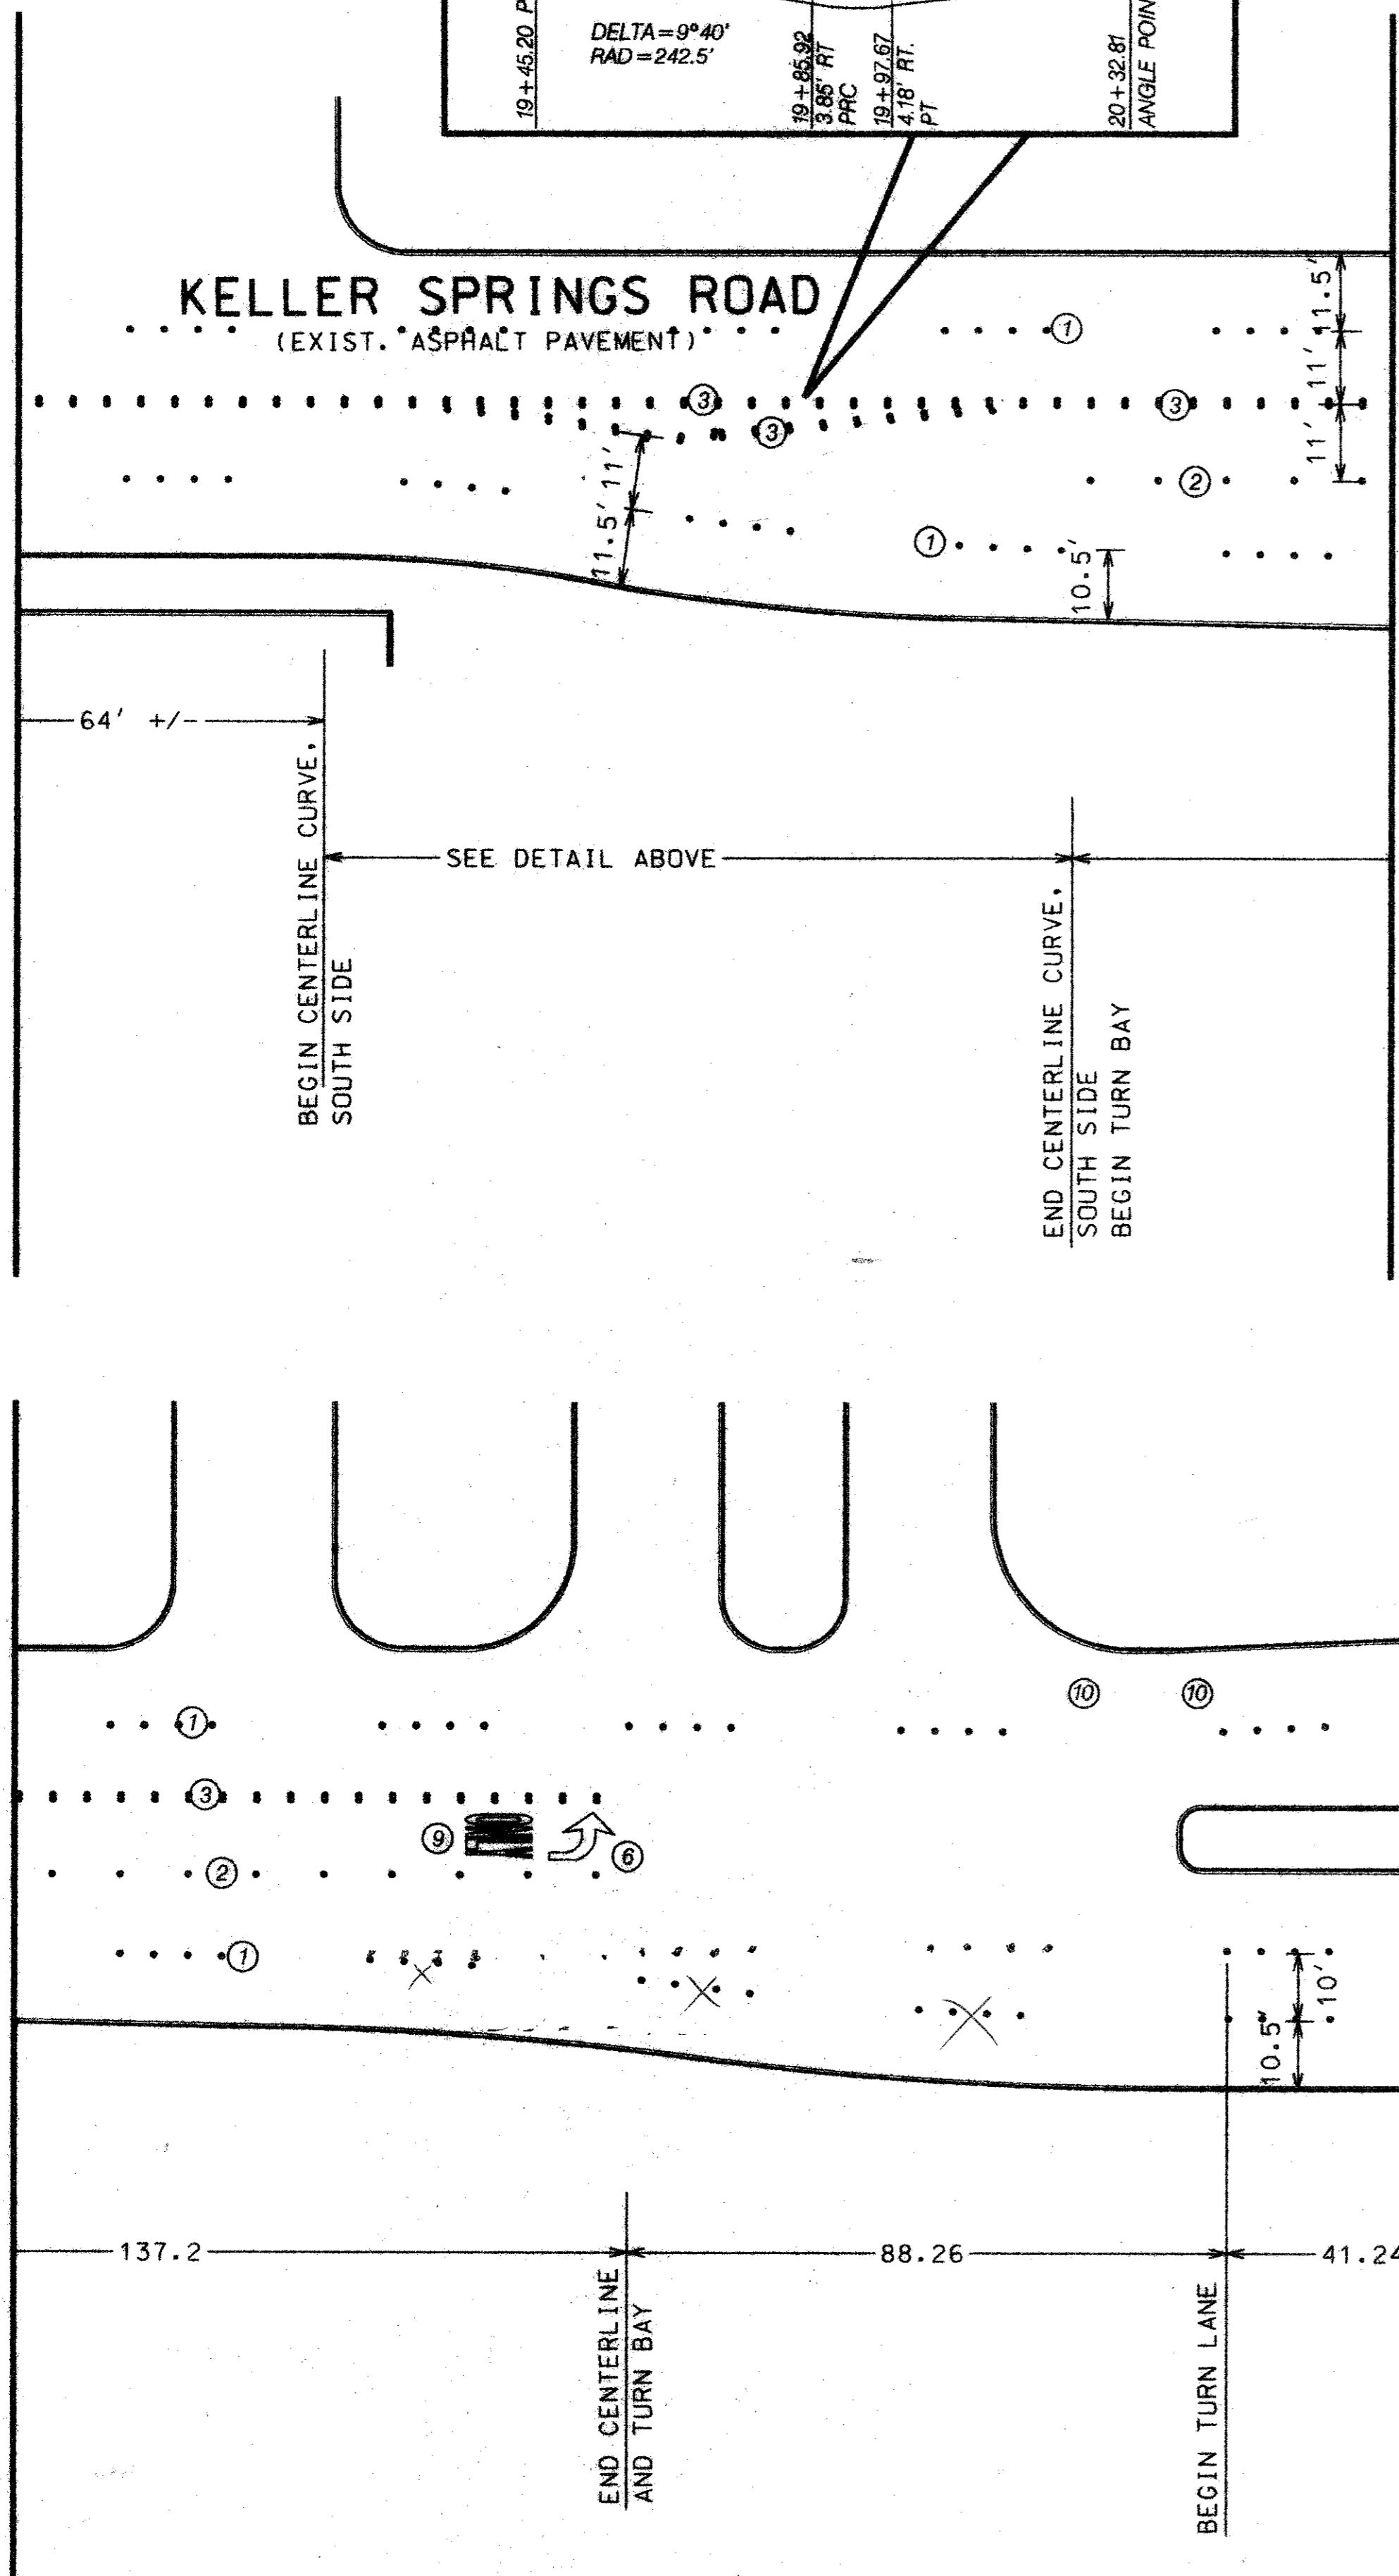 19+45.20 P
DELTA=9°40'
RAD=242.5'
19+85.92
3.85' RT
PRC
19+97.67
4.18' RT.
PT
20+32.81
ANGLE POIN
KELLER SPRINGS ROAD
(EXIST. ASPHALT PAVEMENT)
1
11.5'
11'
11'
3
3
3
2
11'
11.5'
1
10.5'
64' +/-
BEGIN CENTERLINE CURVE,
SOUTH SIDE
SEE DETAIL ABOVE
END CENTERLINE CURVE,
SOUTH SIDE
BEGIN TURN BAY
10
10
1
3
9
6
2
1
10'
10.5'
137.2
88.26
41.24
END CENTERLINE
AND TURN BAY
BEGIN TURN LANE